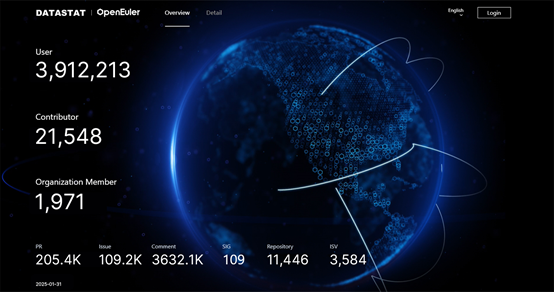 DATASTAT | OpenEuler
Overview
Detail
English
Login
User
3,912,213
Contributor
21,548
Organization Member
1,971
PR
205.4K
Issue
109.2K
Comment
3632.1K
SIG
109
Repository
11,446
ISV
3,584
2025-01-31